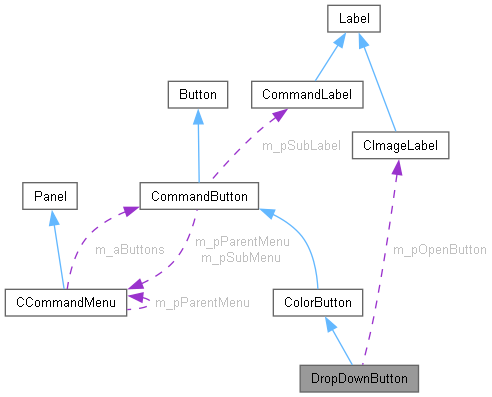 Label
Button
CommandLabel
m_pSubLabel
CImageLabel
Panel
CommandButton
m_aButtons
m_pParentMenu
m_pSubMenu
m_pOpenButton
CCommandMenu
m_pParentMenu
ColorButton
DropDownButton